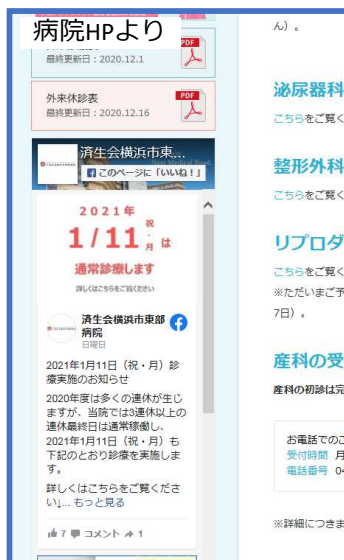 病院HPより
最終更新日：2020.12.1
PDF
外来休診表
最終更新日：2020.12.16
PDF
済生会横浜市東...
このページに「いいね！」
2021年
1/11 祝・月 は
通常診療します
詳しくはこちらをご覧ください
済生会横浜市東部
病院
日曜日
2021年1月11日（祝・月）診
療実施のお知らせ
2020年度は多くの連休が生じ
ますが、当院では3連休以上の
連休最終日は通常稼働し、
2021年1月11日（祝・月）も
下記のとおり診療を実施しま
す。
詳しくはこちらをご覧くださ
い... もっと見る
7 コメント 1
ん）。
泌尿器科
こちらをご覧く
整形外科
こちらをご覧く
リプロダ
こちらをご覧く
※ただいまご予
7日）。
産科の受
産科の初診は完
お電話でのご
受付時間 月
電話番号 04
※詳細につきま